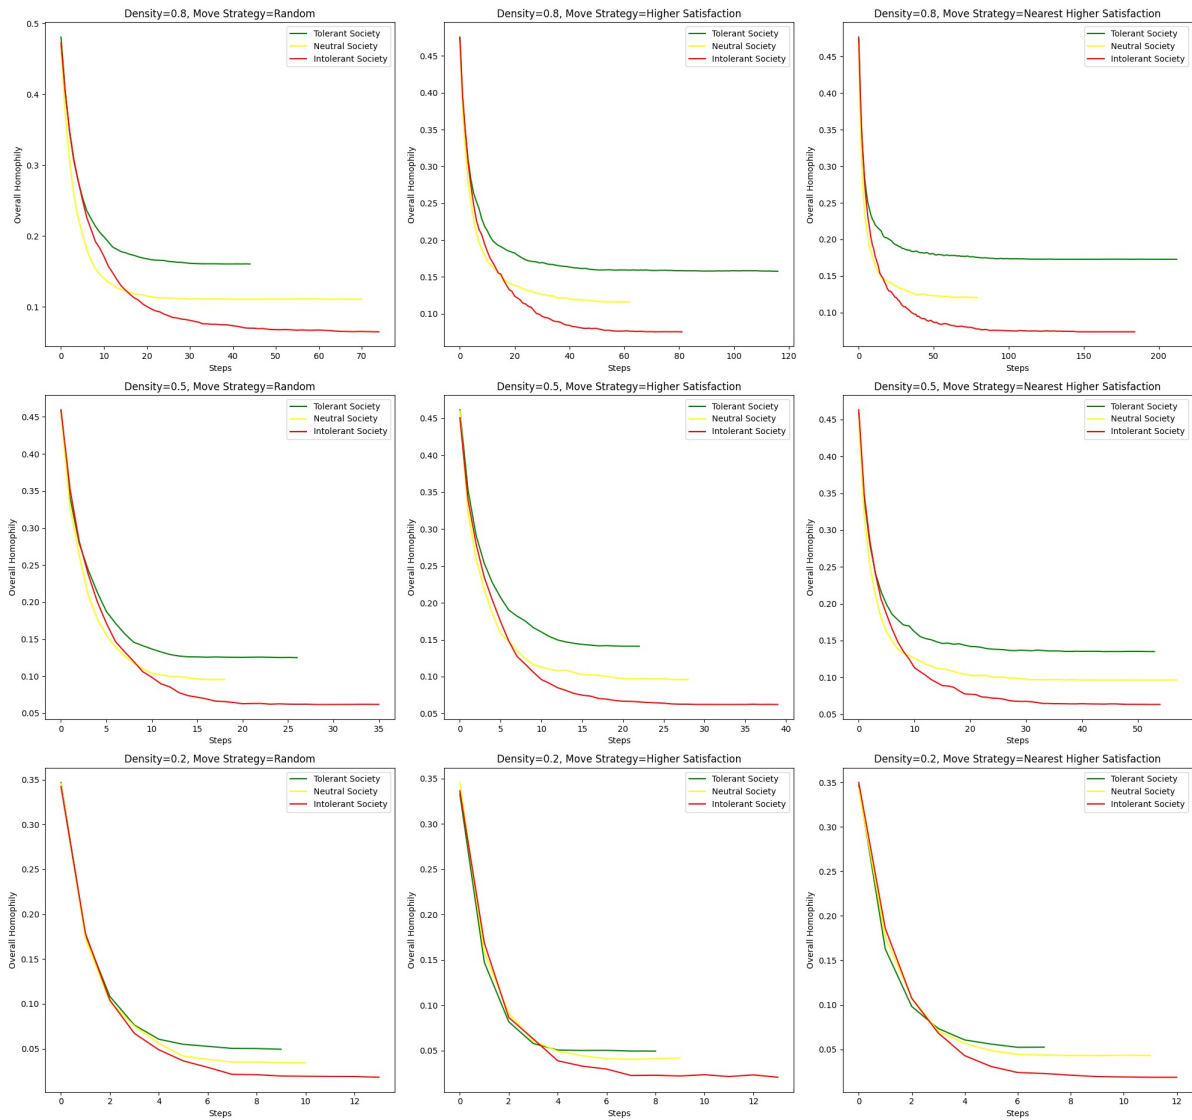 Density=0.8, Move Strategy=Random
0.5
0.4
0.3
0.2
0.1
Overall Homophily
0 10 20 30 40 50 60 70
Steps
Tolerant Society
Neutral Society
Intolerant Society
Density=0.8, Move Strategy=Higher Satisfaction
0.45
0.40
0.35
0.30
0.25
0.20
0.15
0.10
Overall Homophily
0 20 40 60 80 100 120
Steps
Tolerant Society
Neutral Society
Intolerant Society
Density=0.8, Move Strategy=Nearest Higher Satisfaction
0.45
0.40
0.35
0.30
0.25
0.20
0.15
0.10
Overall Homophily
0 50 100 150 200
Steps
Tolerant Society
Neutral Society
Intolerant Society
Density=0.5, Move Strategy=Random
0.45
0.40
0.35
0.30
0.25
0.20
0.15
0.10
0.05
Overall Homophily
0 5 10 15 20 25 30 35
Steps
Tolerant Society
Neutral Society
Intolerant Society
Density=0.5, Move Strategy=Higher Satisfaction
0.45
0.40
0.35
0.30
0.25
0.20
0.15
0.10
0.05
Overall Homophily
0 5 10 15 20 25 30 35 40
Steps
Tolerant Society
Neutral Society
Intolerant Society
Density=0.5, Move Strategy=Nearest Higher Satisfaction
0.45
0.40
0.35
0.30
0.25
0.20
0.15
0.10
0.05
Overall Homophily
0 10 20 30 40 50
Steps
Tolerant Society
Neutral Society
Intolerant Society
Density=0.2, Move Strategy=Random
0.35
0.30
0.25
0.20
0.15
0.10
0.05
Overall Homophily
0 2 4 6 8 10 12
Steps
Tolerant Society
Neutral Society
Intolerant Society
Density=0.2, Move Strategy=Higher Satisfaction
0.35
0.30
0.25
0.20
0.15
0.10
0.05
Overall Homophily
0 2 4 6 8 10 12
Steps
Tolerant Society
Neutral Society
Intolerant Society
Density=0.2, Move Strategy=Nearest Higher Satisfaction
0.35
0.30
0.25
0.20
0.15
0.10
0.05
Overall Homophily
0 2 4 6 8 10 12
Steps
Tolerant Society
Neutral Society
Intolerant Society